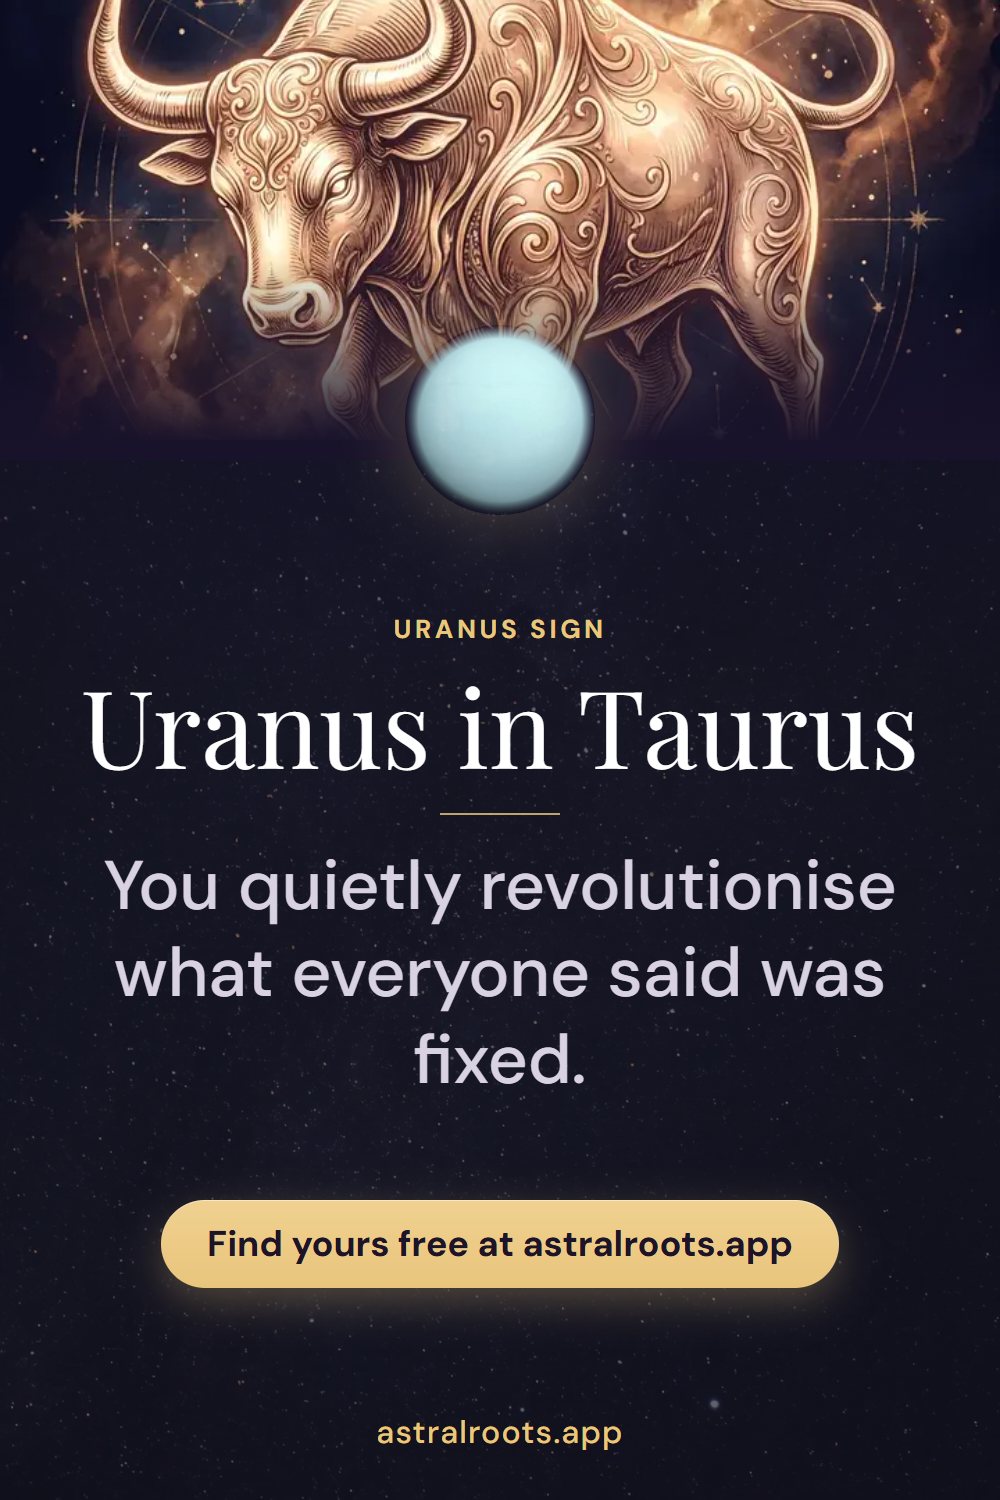 URANUS SIGN
Uranus in Taurus
You quietly revolutionise
what everyone said was
fixed.
Find yours free at astralroots.app
astralroots.app